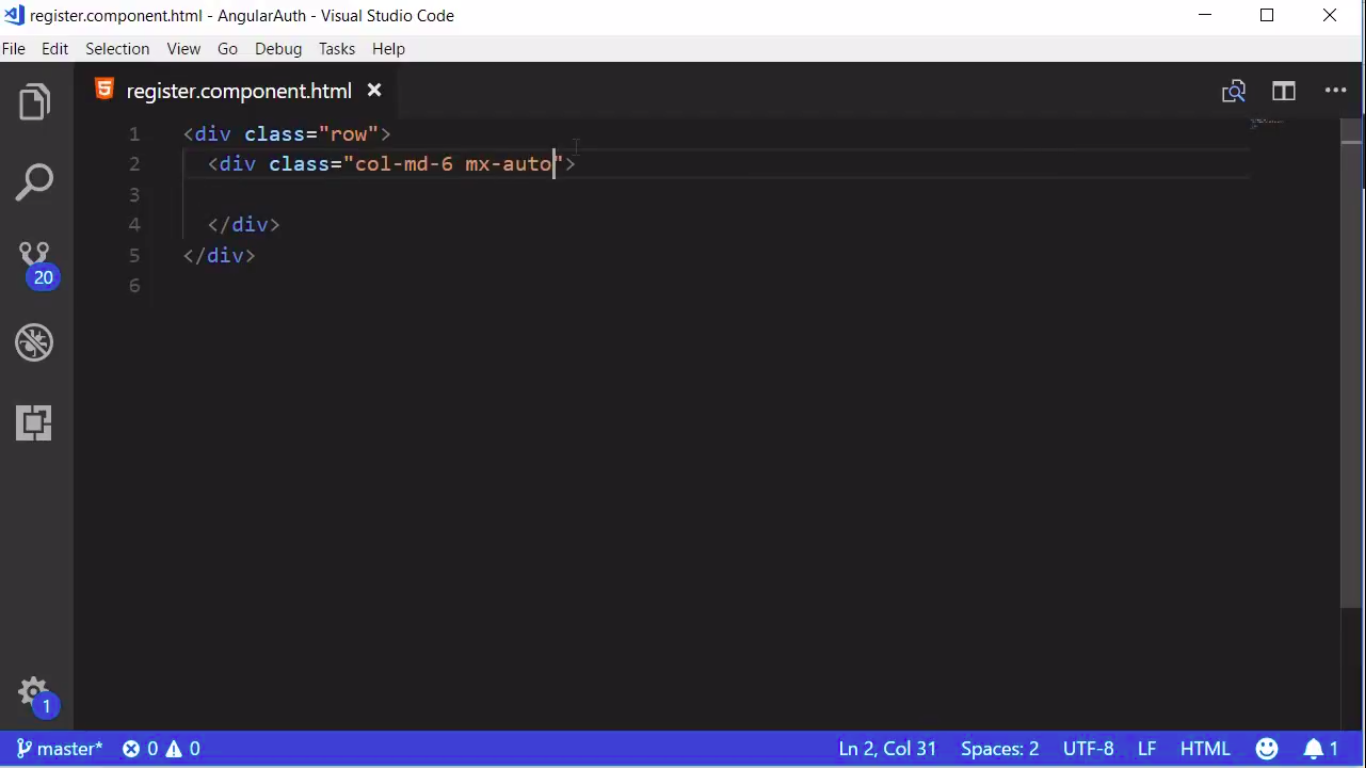 register.component.html - AngularAuth - Visual Studio Code
File Edit Selection View Go Debug Tasks Help
register.component.html
1 <div class="row">
2 <div class="col-md-6 mx-auto">
3
4 </div>
5 </div>
6
20
1
master* 0 0 Ln 2, Col 31 Spaces: 2 UTF-8 LF HTML 1